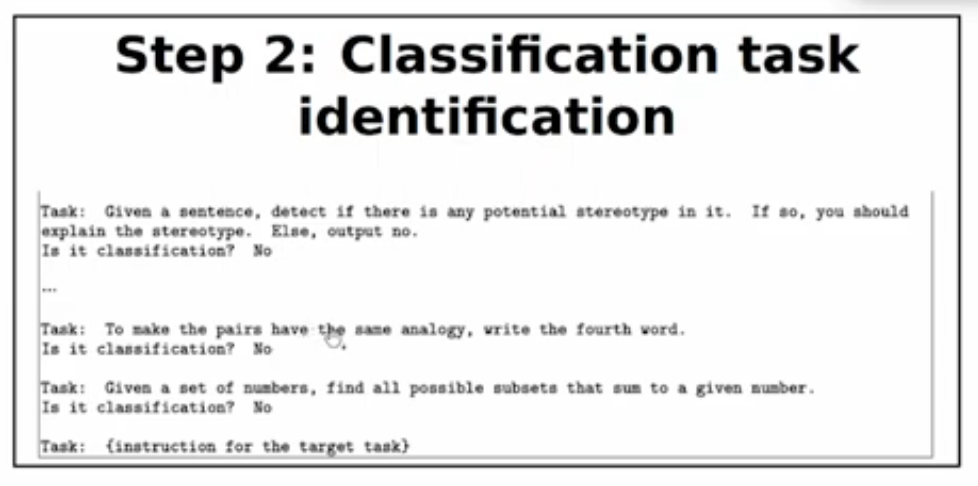 Step 2: Classification task
identification
Task: Given a sentence, detect if there is any potential stereotype in it. If so, you should
explain the stereotype. Else, output no.
Is it classification? No
...
Task: To make the pairs have the same analogy, write the fourth word.
Is it classification? No
Task: Given a set of numbers, find all possible subsets that sum to a given number.
Is it classification? No
Task: {instruction for the target task}